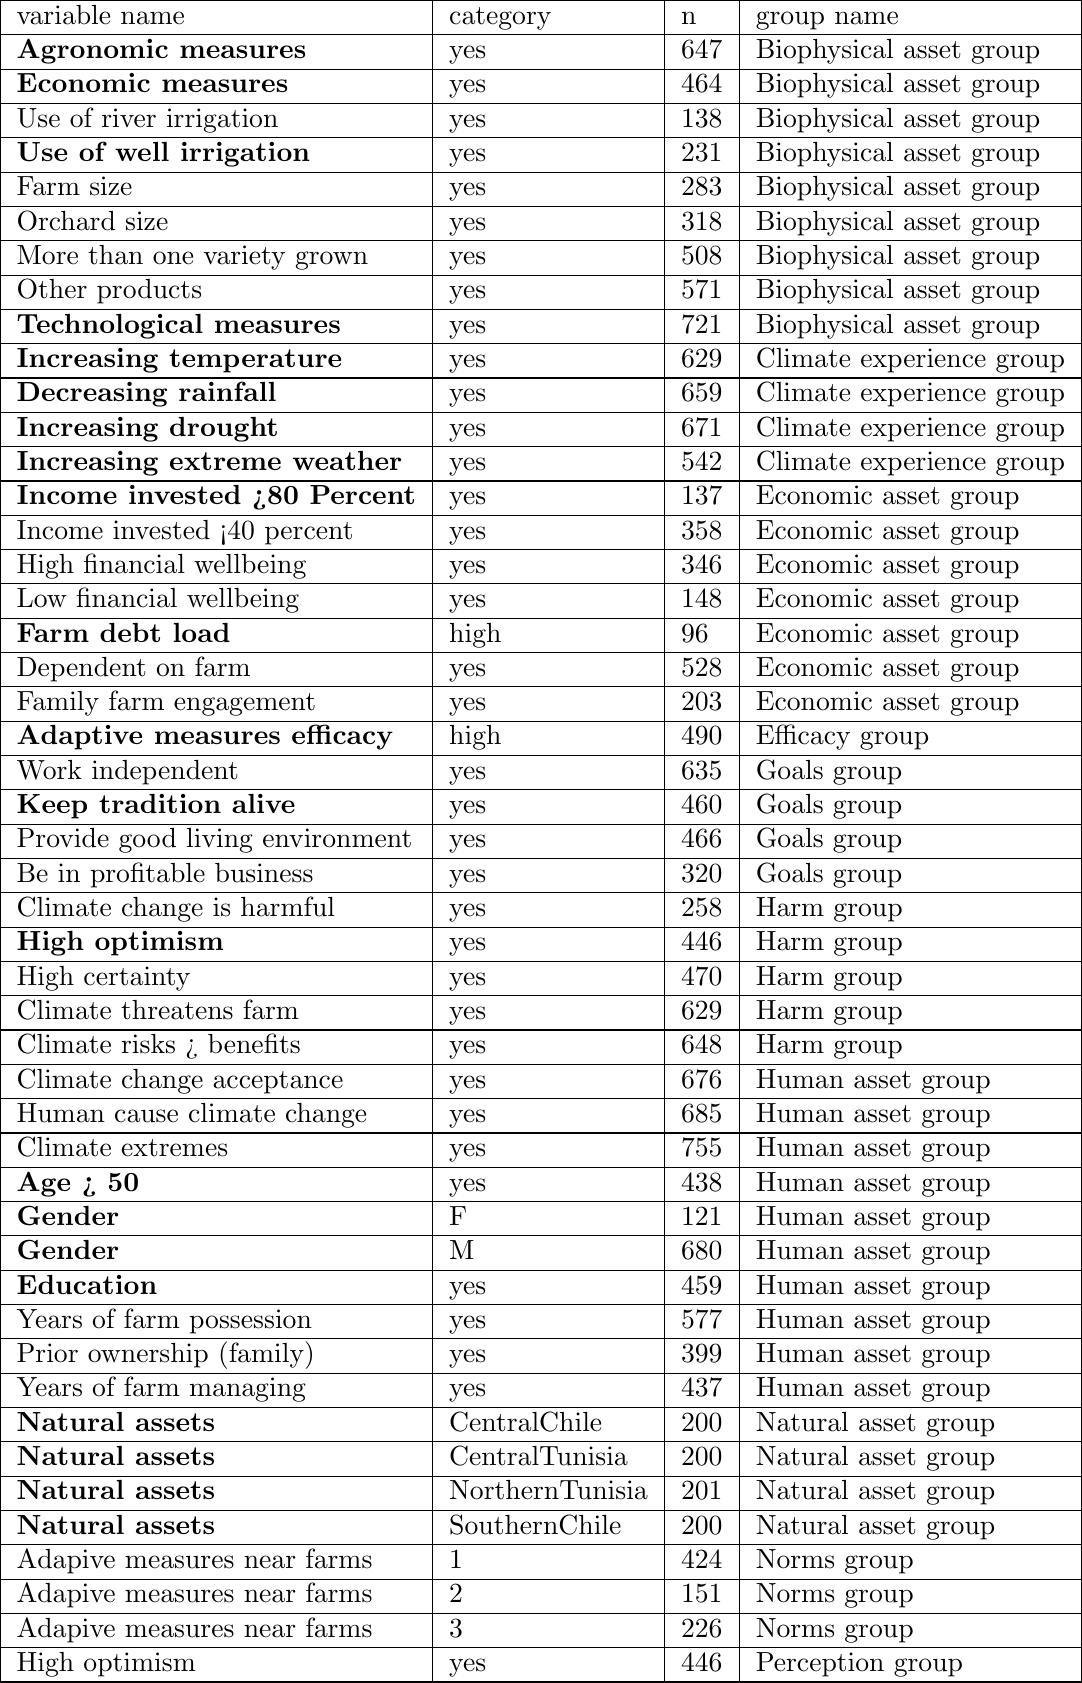 variable name category n group name
Agronomic measures yes 647 Biophysical asset group
Economic measures yes 464 Biophysical asset group
Use of river irrigation yes 138 Biophysical asset group
Use of well irrigation yes 231 Biophysical asset group
Farm size yes 283 Biophysical asset group
Orchard size yes 318 Biophysical asset group
More than one variety grown yes 508 Biophysical asset group
Other products yes 571 Biophysical asset group
Technological measures yes 721 Biophysical asset group
Increasing temperature yes 629 Climate experience group
Decreasing rainfall yes 659 Climate experience group
Increasing drought yes 671 Climate experience group
Increasing extreme weather yes 542 Climate experience group
Income invested ¿80 Percent yes 137 Economic asset group
Income invested ¡40 percent yes 358 Economic asset group
High financial wellbeing yes 346 Economic asset group
Low financial wellbeing yes 148 Economic asset group
Farm debt load high 96 Economic asset group
Dependent on farm yes 528 Economic asset group
Family farm engagement yes 203 Economic asset group
Adaptive measures efficacy high 490 Efficacy group
Work independent yes 635 Goals group
Keep tradition alive yes 460 Goals group
Provide good living environment yes 466 Goals group
Be in profitable business yes 320 Goals group
Climate change is harmful yes 258 Harm group
High optimism yes 446 Harm group
High certainty yes 470 Harm group
Climate threatens farm yes 629 Harm group
Climate risks ¿ benefits yes 648 Harm group
Climate change acceptance yes 676 Human asset group
Human cause climate change yes 685 Human asset group
Climate extremes yes 755 Human asset group
Age ¿ 50 yes 438 Human asset group
Gender F 121 Human asset group
Gender M 680 Human asset group
Education yes 459 Human asset group
Years of farm possession yes 577 Human asset group
Prior ownership (family) yes 399 Human asset group
Years of farm managing yes 437 Human asset group
Natural assets CentralChile 200 Natural asset group
Natural assets CentralTunisia 200 Natural asset group
Natural assets NorthernTunisia 201 Natural asset group
Natural assets SouthernChile 200 Natural asset group
Adapive measures near farms 1 424 Norms group
Adapive measures near farms 2 151 Norms group
Adapive measures near farms 3 226 Norms group
High optimism yes 446 Perception group